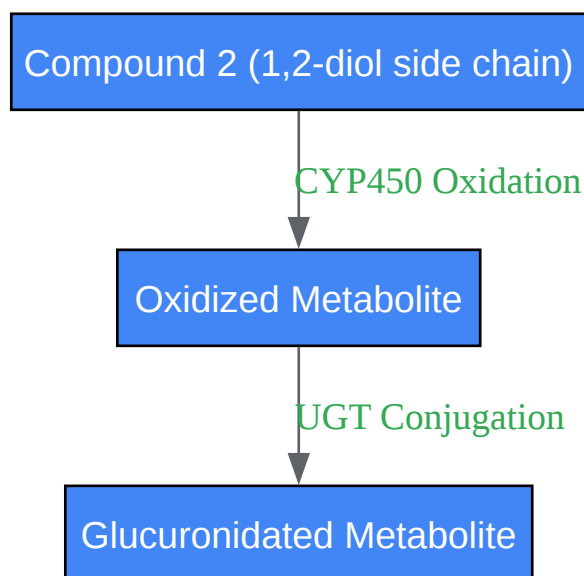 Compound 2 (1,2-diol side chain)
CYP450 Oxidation
Oxidized Metabolite
UGT Conjugation
Glucuronidated Metabolite